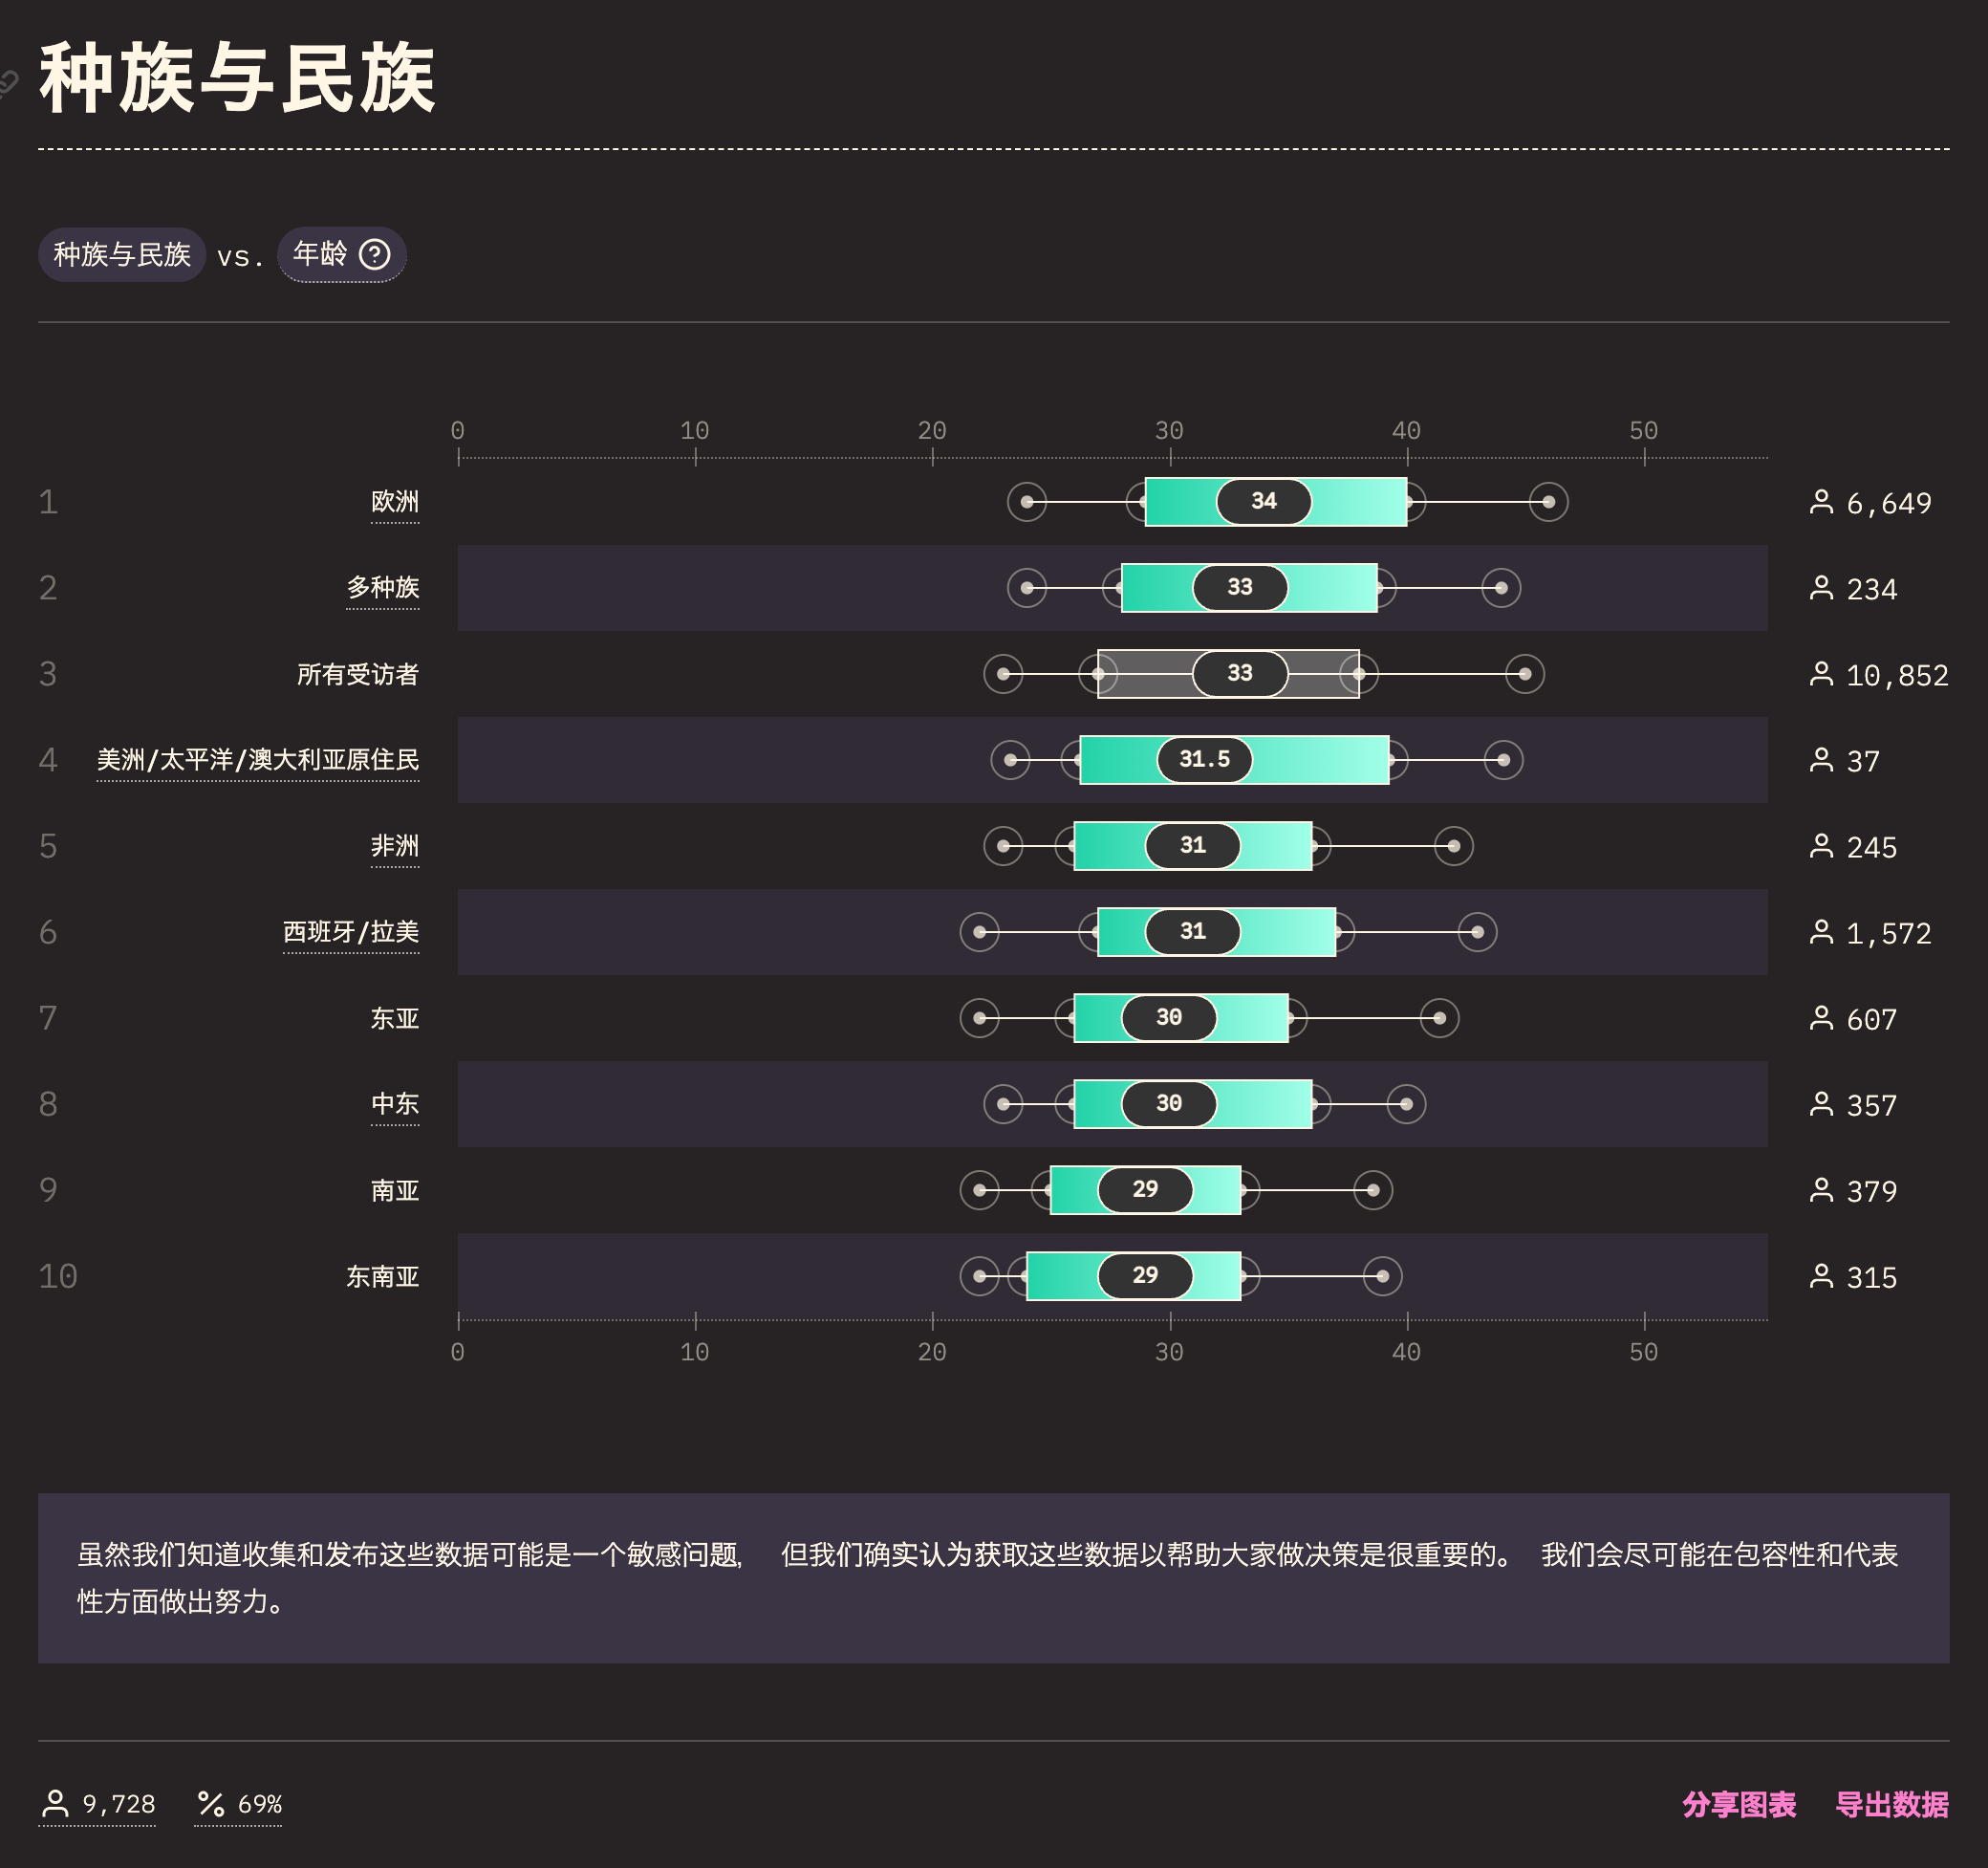 种族与民族
种族与民族 vs. 年龄 ?
0 10 20 30 40 50
1 欧洲 34 6,649
2 多种族 33 234
3 所有受访者 33 10,852
4 美洲/太平洋/澳大利亚原住民 31.5 37
5 非洲 31 245
6 西班牙/拉美 31 1,572
7 东亚 30 607
8 中东 30 357
9 南亚 29 379
10 东南亚 29 315
0 10 20 30 40 50
虽然我们知道收集和发布这些数据可能是一个敏感问题, 但我们确实认为获取这些数据以帮助大家做决策是很重要的。 我们会尽可能在包容性和代表
性方面做出努力。
9,728 % 69% 分享图表 导出数据